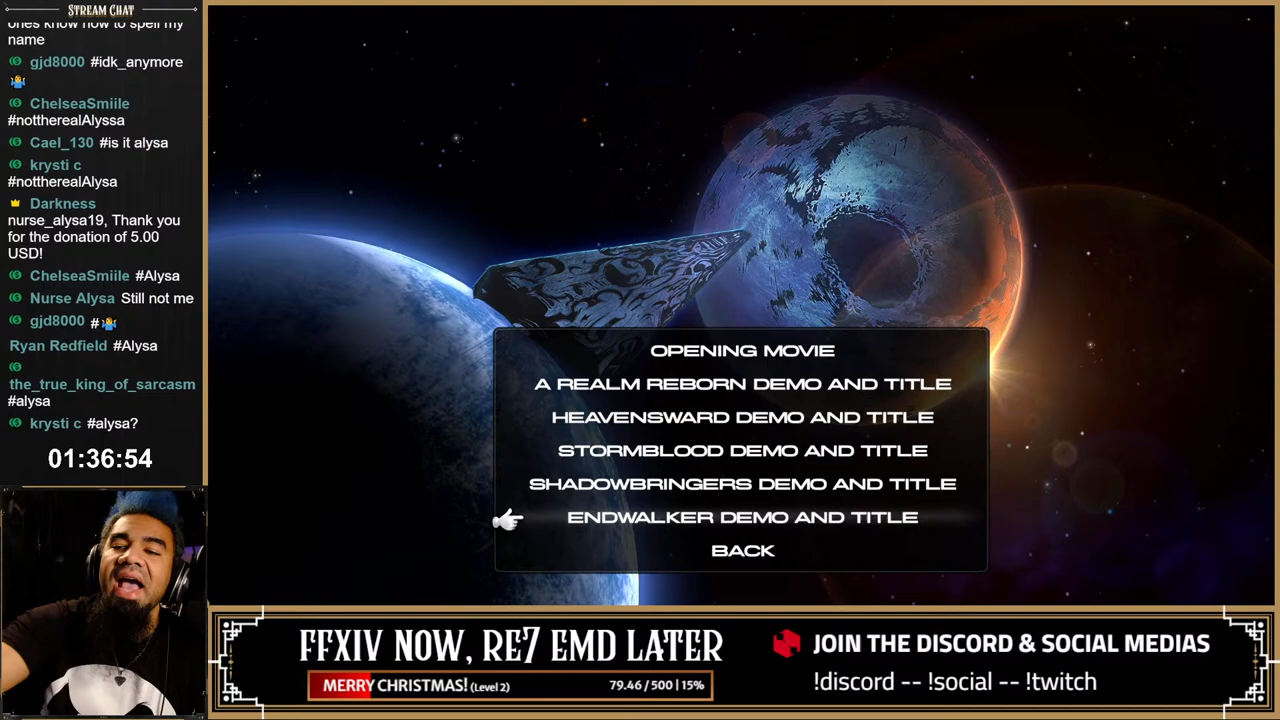 STREAM CHAT
ones know how to spell my
name
gjd8000 #idk_anymore
ChelseaSmiile
#nottherealAlyssa
Cael_130 #is it alysa
krysti c
#nottherealAlysa
Darkness
nurse_alysa19, Thank you
for the donation of 5.00
USD!
ChelseaSmiile #Alysa
Nurse Alysa Still not me
gjd8000 #
Ryan Redfield #Alysa
the_true_king_of_sarcasm
#alysa
krysti c #alysa?
01:36:54
OPENING MOVIE
A REALM REBORN DEMO AND TITLE
HEAVENSWARD DEMO AND TITLE
STORMBLOOD DEMO AND TITLE
SHADOWBRINGERS DEMO AND TITLE
ENDWALKER DEMO AND TITLE
BACK
FFXIV NOW, RE7 EMD LATER
MERRY CHRISTMAS! (Level 2) 79.46 / 500 | 15%
JOIN THE DISCORD & SOCIAL MEDIAS
!discord -- !social -- !twitch